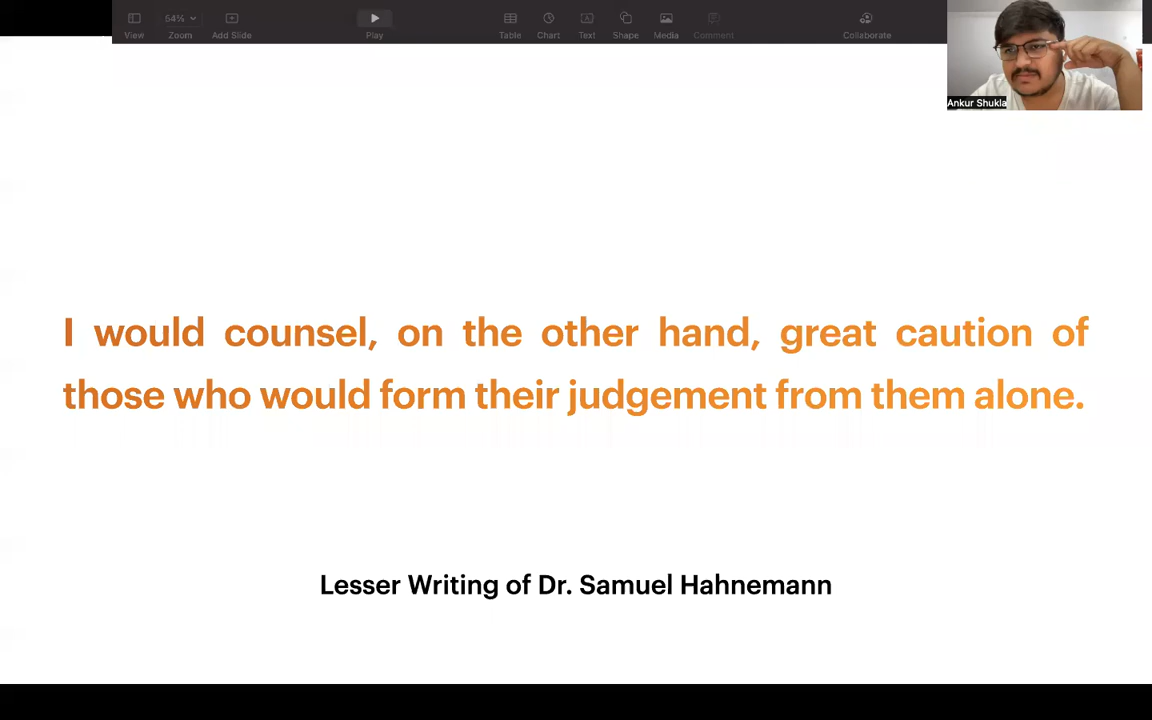 54%
View
Zoom
Add Slide
Play
Table
Chart
Text
Shape
Media
Comment
Collaborate
Ankur Shukla
I would counsel, on the other hand, great caution of
those who would form their judgement from them alone.
Lesser Writing of Dr. Samuel Hahnemann